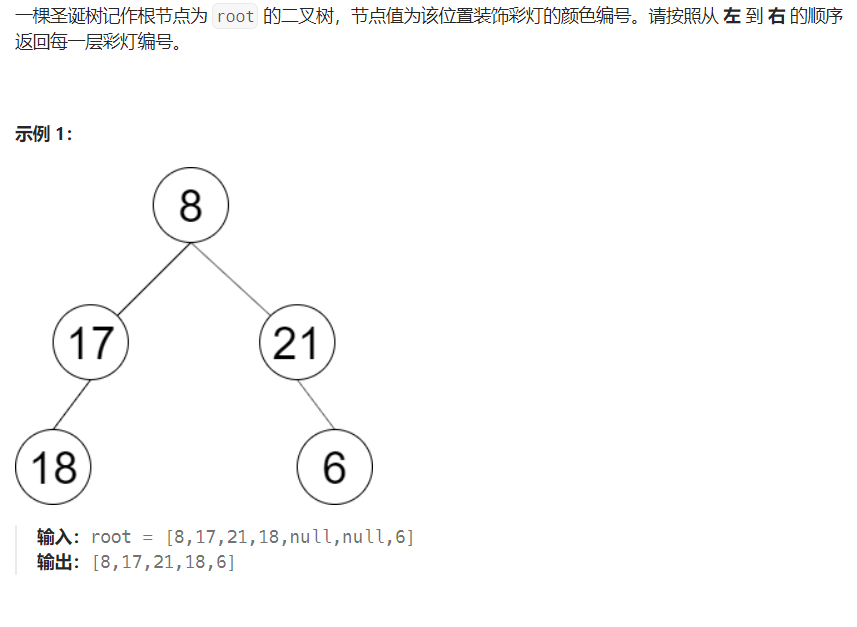 一棵圣诞树记作根节点为 root 的二叉树，节点值为该位置装饰彩灯的颜色编号。请按照从 左 到 右 的顺序
返回每一层彩灯编号。
示例 1：
8
17 21
18 6
输入：root = [8,17,21,18,null,null,6]
输出：[8,17,21,18,6]